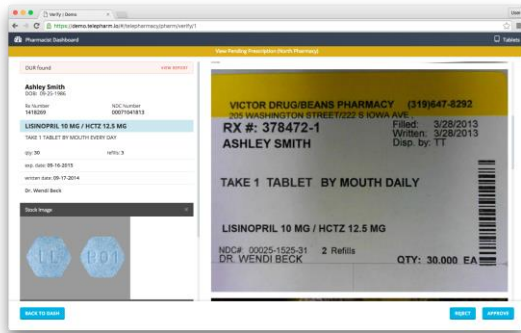 Verify | Demo
User
https://demo.telepharm.io/#/telepharmacy/pharm/verify/1
Pharmacist Dashboard
Tablets
View Pending Prescription (North Pharmacy)
DUR found
VIEW REPORT
Ashley Smith
DOB: 09-25-1986
Rx Number
NDC Number
1418269
00071041813
LISINOPRIL 10 MG / HCTZ 12.5 MG
TAKE 1 TABLET BY MOUTH EVERY DAY
qty: 30
refills: 3
exp. date: 09-16-2015
written date: 09-17-2014
Dr. Wendi Beck
Stock Image
LL
B01
VICTOR DRUG/BEANS PHARMACY (319)647-8292
205 WASHINGTON STREET/222 S IOWA AVE,
RX #: 378472-1
Filled: 3/28/2013
Written: 3/28/2013
ASHLEY SMITH
Disp. by: TT
TAKE 1 TABLET BY MOUTH DAILY
LISINOPRIL 10 MG / HCTZ 12.5 MG
NDC#: 00025-1525-31 2 Refills
DR. WENDI BECK
QTY: 30.000 EA
BACK TO DASH
REJECT
APPROVE